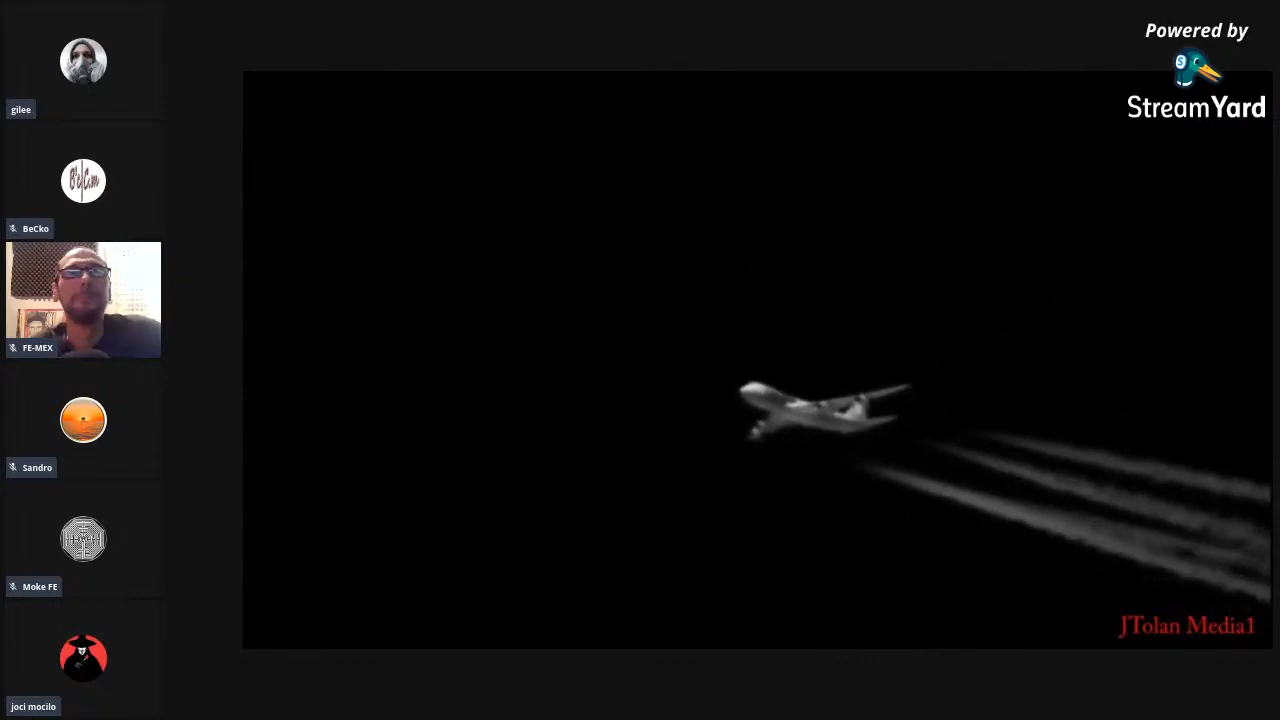 Powered by
StreamYard
gilee
BeCko
FE-MEX
Sandro
Moke FE
joci mocilo
JTolan Media1